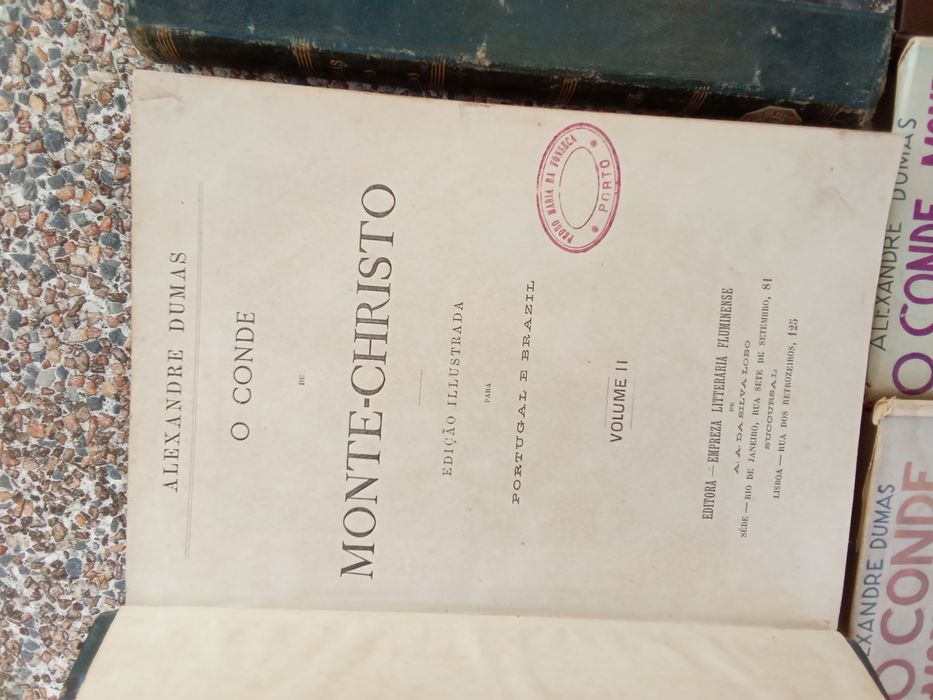 ALEXANDRE DUMAS
O CONDE
DE
MONTE-CHRISTO
EDIÇÃO ILLUSTRADA
PARA
PORTUGAL E BRAZIL
PEDRO MARIA DA FONSECA
PORTO
VOLUME II
EDITORA — EMPREZA LITTERARIA FLUMINENSE
DE
A. A. DA SILVA LOBO
SÉDE — RIO DE JANEIRO, RUA SETE DE SETEMBRO, 81
SUCCURSAL
LISBOA — RUA DOS RETROZEIROS, 125
ALEXANDRE DUMAS
O CONDE
ALEXANDRE DUMAS
O CONDE